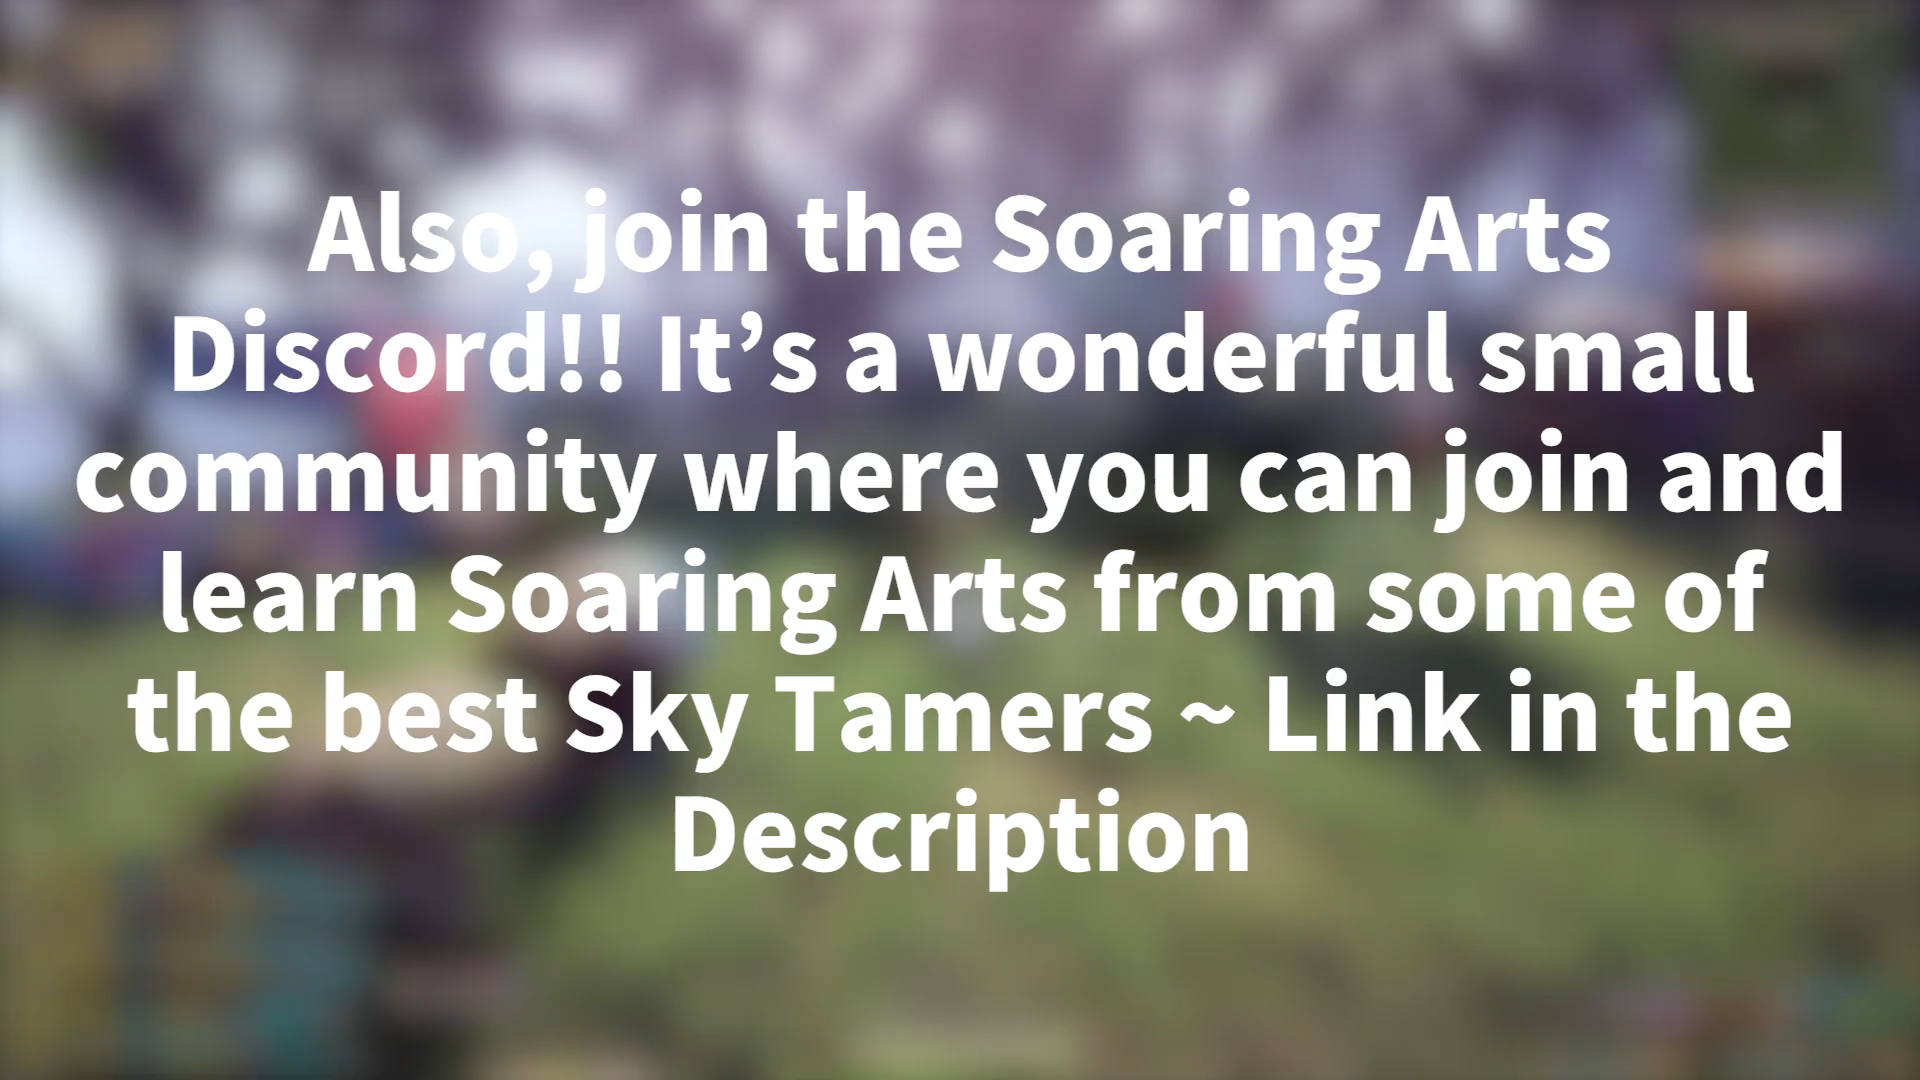 Also, join the Soaring Arts
Discord!! It’s a wonderful small
community where you can join and
learn Soaring Arts from some of
the best Sky Tamers ~ Link in the
Description